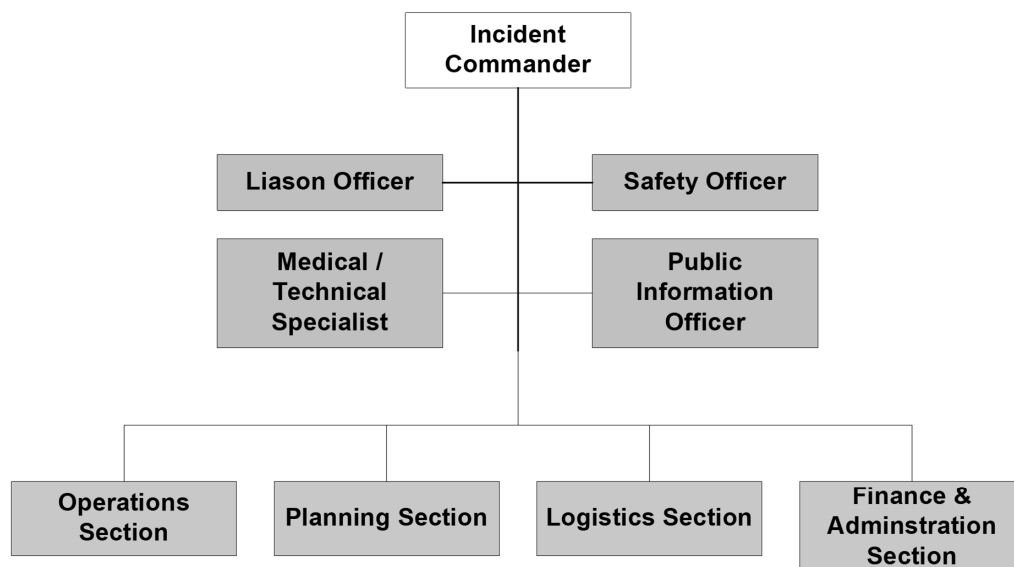 Incident
Commander
Liason Officer
Safety Officer
Medical /
Technical
Specialist
Public
Information
Officer
Operations
Section
Planning Section
Logistics Section
Finance &
Adminstration
Section